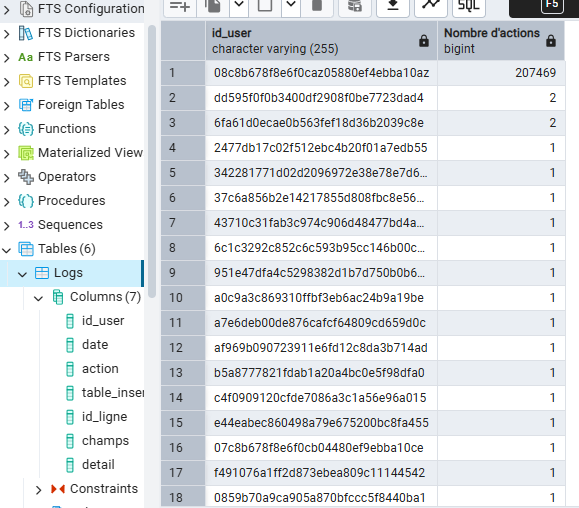 FTS Configuration
FTS Dictionaries
FTS Parsers
FTS Templates
Foreign Tables
Functions
Materialized View
Operators
Procedures
1..3 Sequences
Tables (6)
Logs
Columns (7)
id_user
date
action
table_inser
id_ligne
champs
detail
Constraints
SQL
F5
id_user
character varying (255)
Nombre d'actions
bigint
1 08c8b678f8e6f0caz05880ef4ebba10az 207469
2 dd595f0f0b3400df2908f0be7723dad4 2
3 6fa61d0ecae0b563fef18d36b2039c8e 2
4 2477db17c02f512ebc4b20f01a7edb55 1
5 342281771d02d2096972e38e78e7d6... 1
6 37c6a856b2e14217855d808fbc8e56... 1
7 43710c31fab3c974c906d48477bd4a... 1
8 6c1c3292c852c6c593b95cc146b00c... 1
9 951e47dfa4c5298382d1b7d750b0b6... 1
10 a0c9a3c869310ffbf3eb6ac24b9a19be 1
11 a7e6deb00de876cafcf64809cd659d0c 1
12 af969b090723911e6fd12c8da3b714ad 1
13 b5a8777821fdab1a20a4bc0e5f98dfa0 1
14 c4f0909120cfde7086a3c1a56e96a015 1
15 e44eabec860498a79e675200bc8fa455 1
16 07c8b678f8e6f0cb04480ef9ebba10ce 1
17 f491076a1ff2d873ebea809c11144542 1
18 0859b70a9ca905a870bfccc5f8440ba1 1